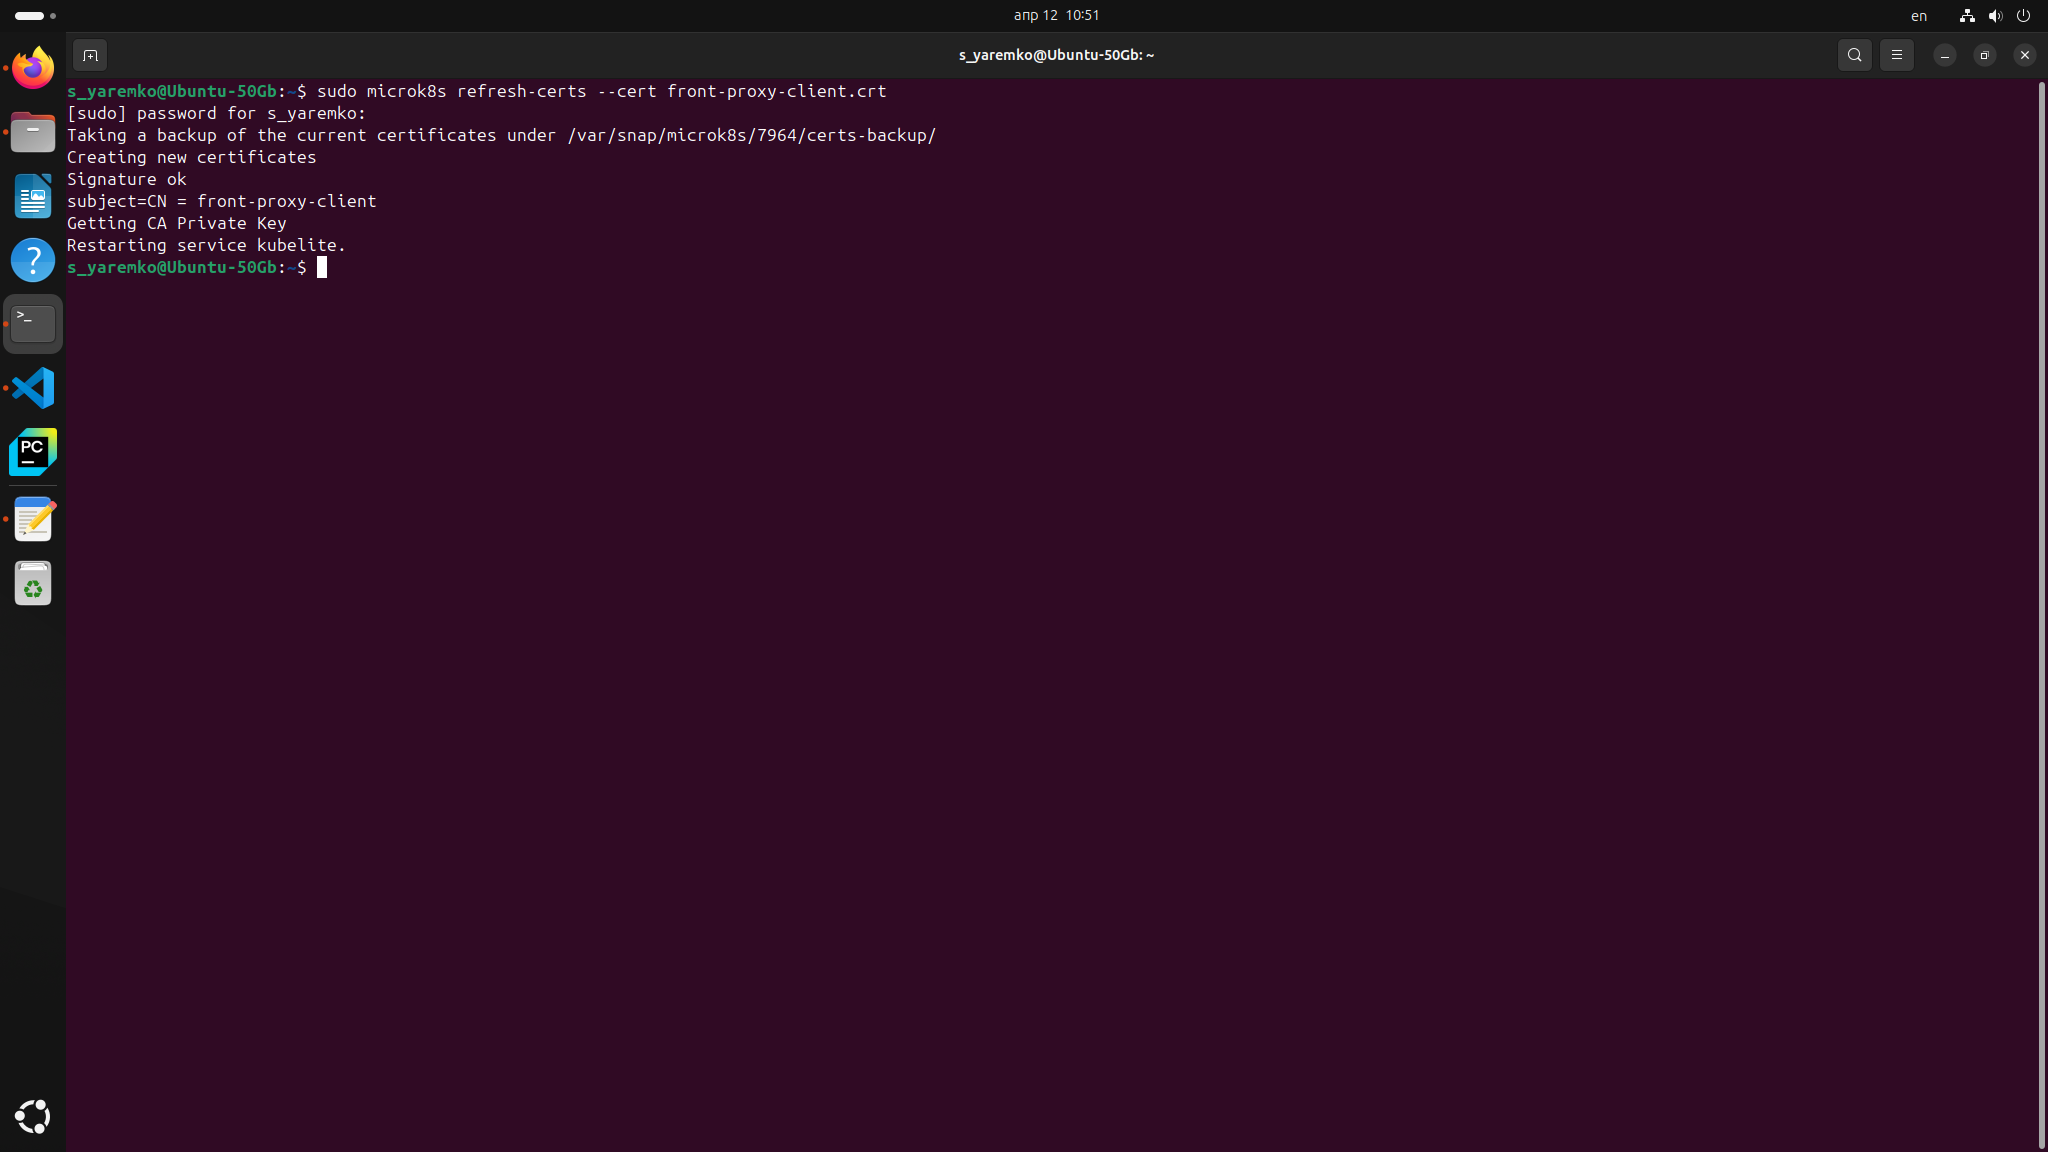 апр 12 10:51
en
s_yaremko@Ubuntu-50Gb: ~
s_yaremko@Ubuntu-50Gb:~$ sudo microk8s refresh-certs --cert front-proxy-client.crt
[sudo] password for s_yaremko:
Taking a backup of the current certificates under /var/snap/microk8s/7964/certs-backup/
Creating new certificates
Signature ok
subject=CN = front-proxy-client
Getting CA Private Key
Restarting service kubelite.
s_yaremko@Ubuntu-50Gb:~$
?
>_
PC